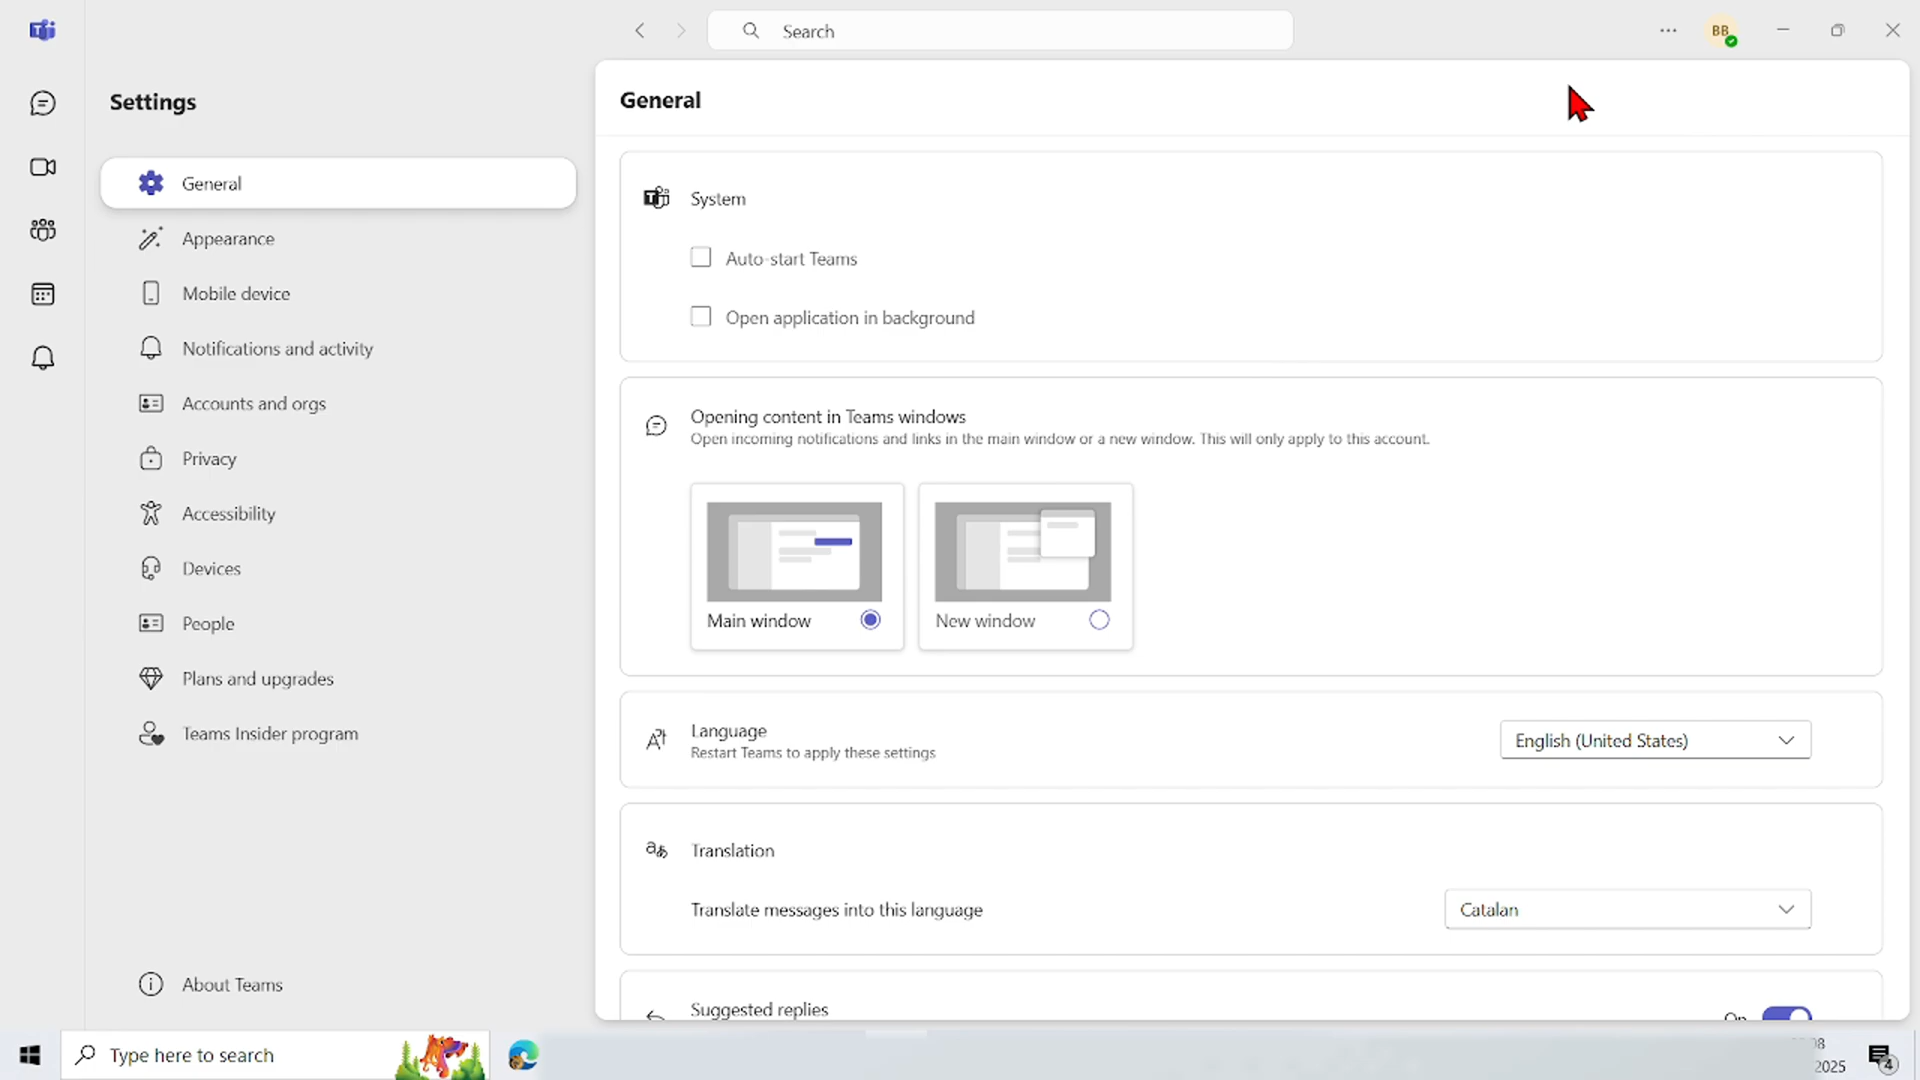 Search
BB
Settings
General
Appearance
Mobile device
Notifications and activity
Accounts and orgs
Privacy
Accessibility
Devices
People
Plans and upgrades
Teams Insider program
About Teams
General
System
Auto-start Teams
Open application in background
Opening content in Teams windows
Open incoming notifications and links in the main window or a new window. This will only apply to this account.
Main window
New window
Language
Restart Teams to apply these settings
English (United States)
Translation
Translate messages into this language
Catalan
Suggested replies
On
Type here to search
2025
4